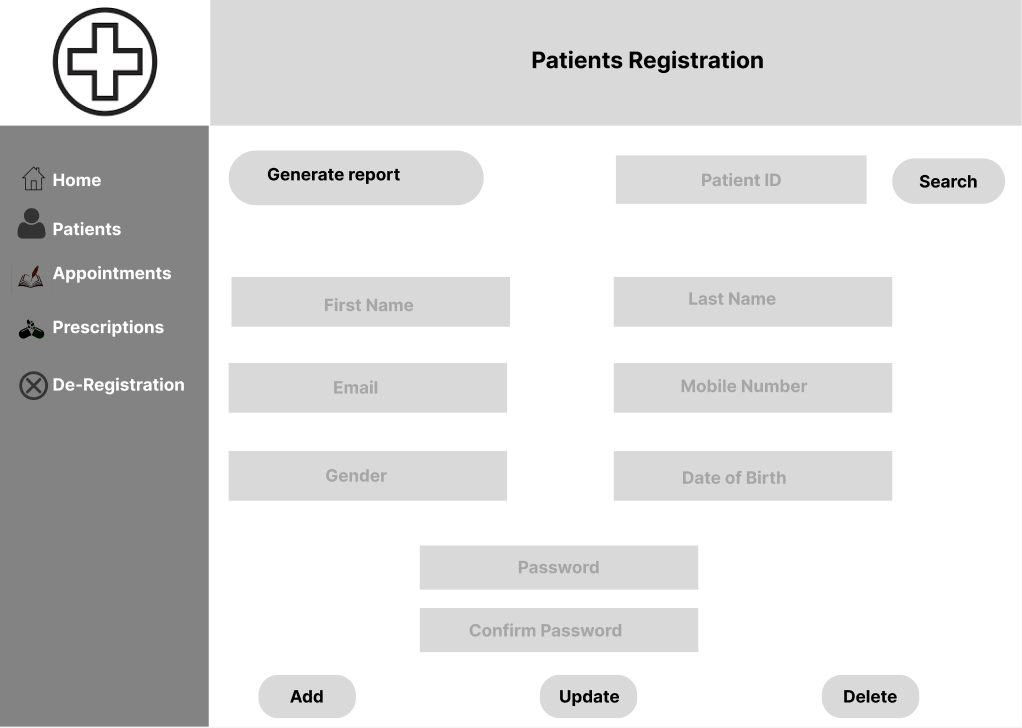 Patients Registration
Home
Patients
Appointments
Prescriptions
De-Registration
Generate report
Patient ID
Search
First Name
Last Name
Email
Mobile Number
Gender
Date of Birth
Password
Confirm Password
Add
Update
Delete